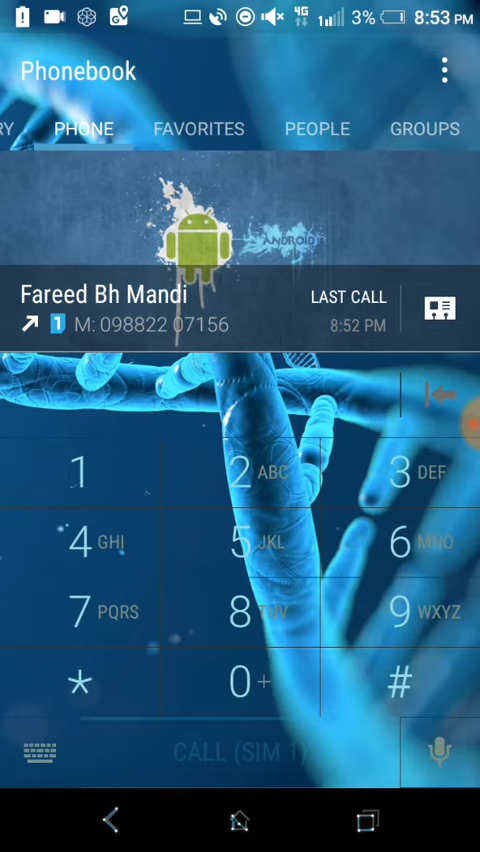 4G 3% 8:53 PM
Phonebook
RY PHONE FAVORITES PEOPLE GROUPS
ANDROID
Fareed Bh Mandi LAST CALL
1 M: 098822 07156 8:52 PM
1 2 ABC 3 DEF
4 GHI 5 JKL 6 MNO
7 PQRS 8 TUV 9 WXYZ
* 0 + #
CALL (SIM 1)